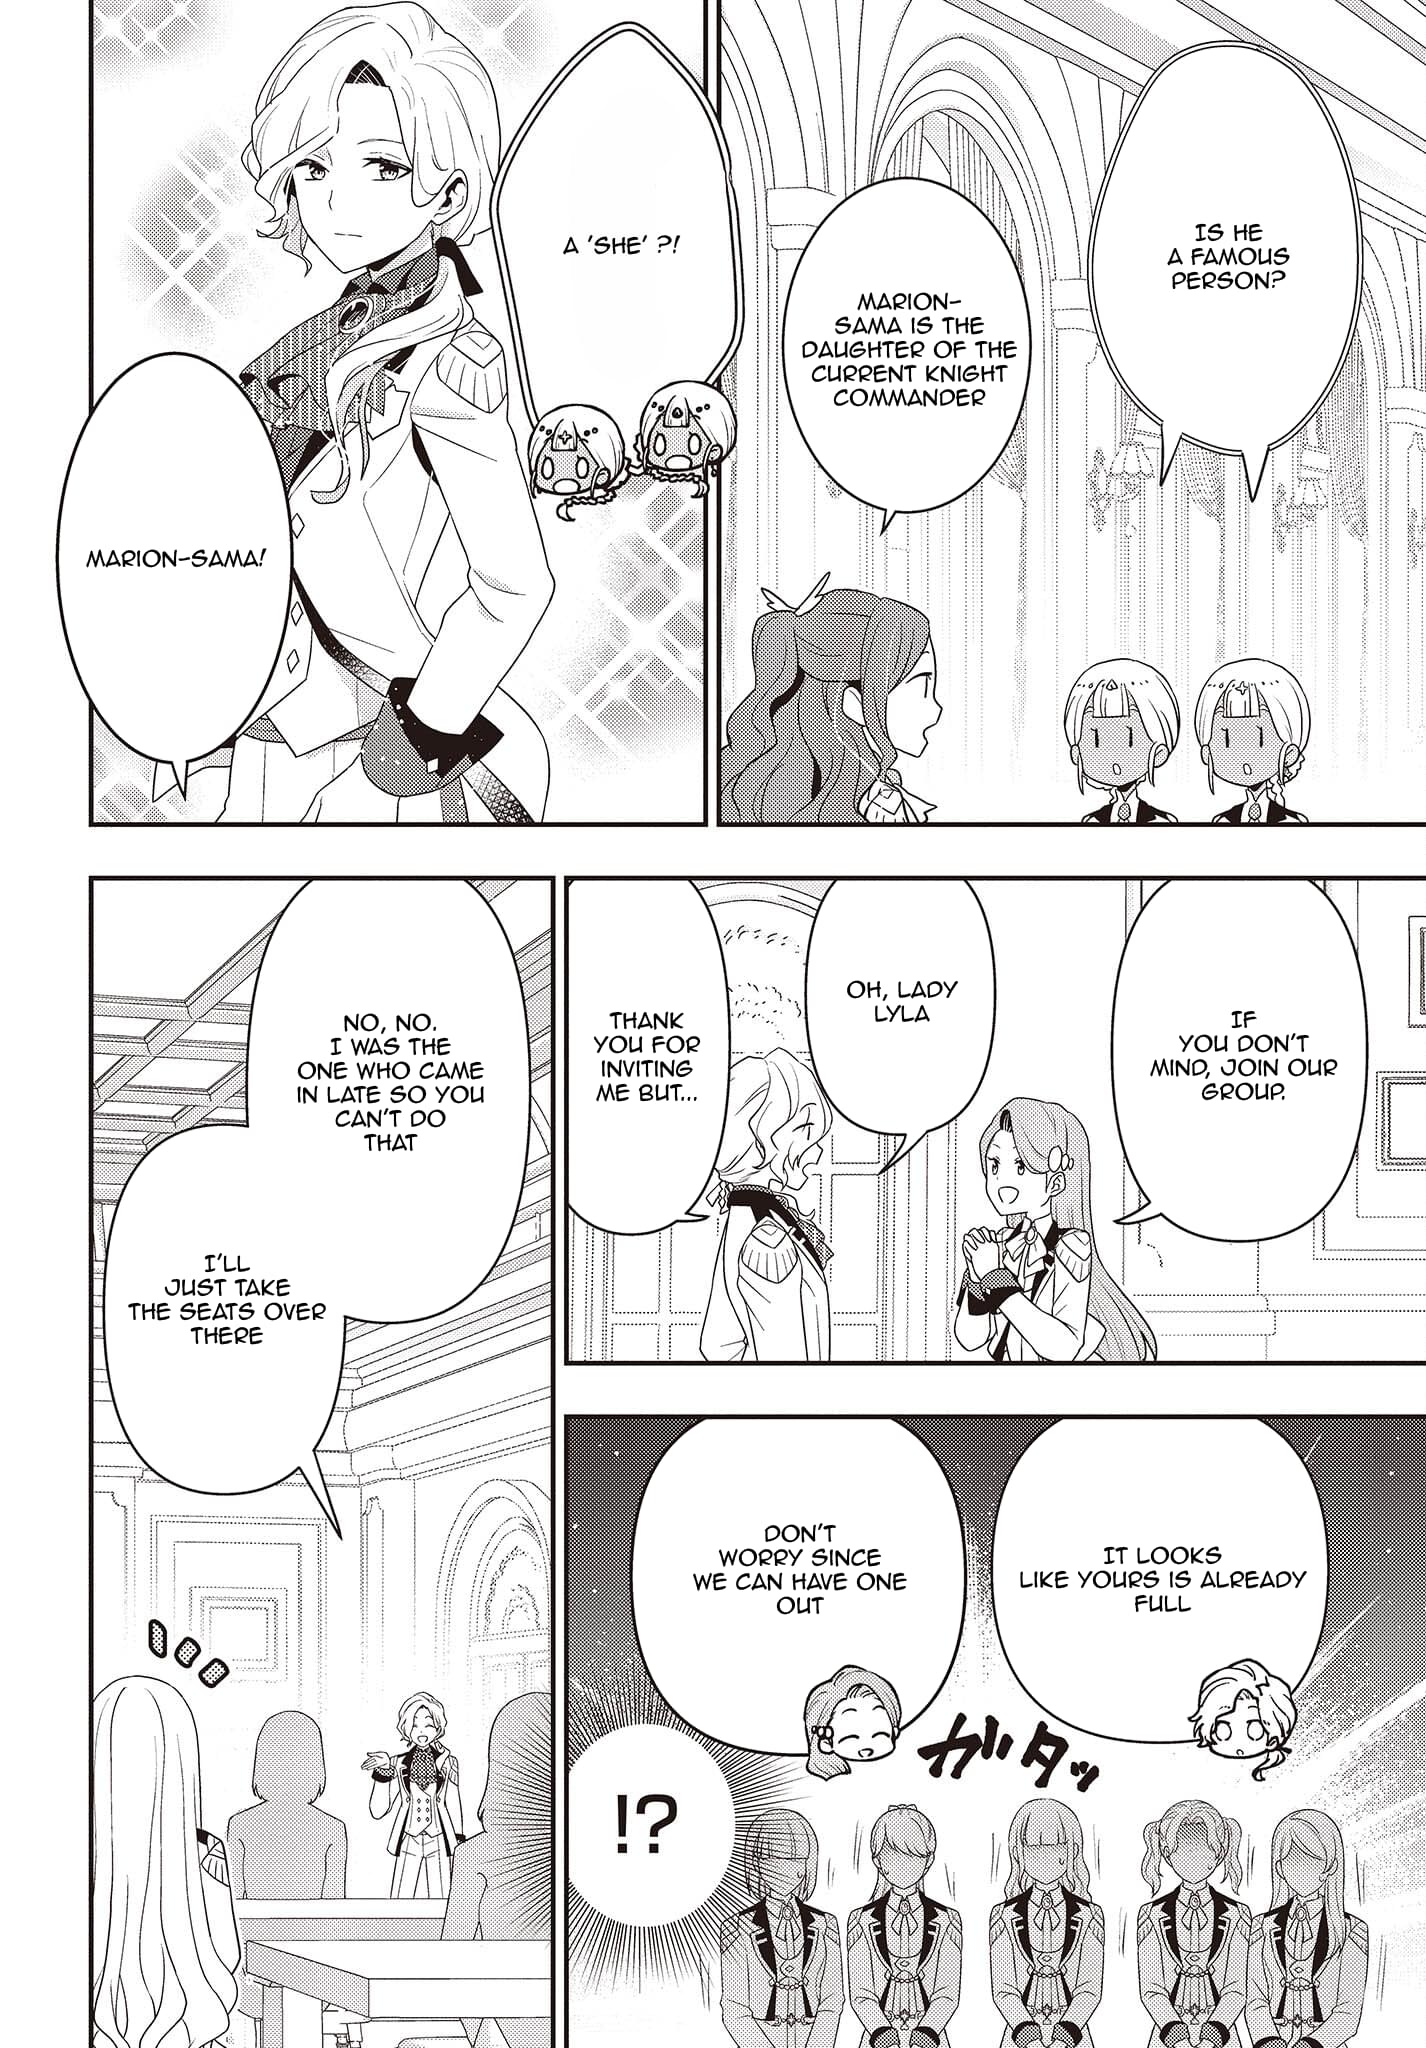 IS HE
A FAMOUS
PERSON?
MARION-
SAMA IS THE
DAUGHTER OF THE
CURRENT KNIGHT
COMMANDER
A 'SHE' ?!
MARION-SAMA!
IF
YOU DON'T
MIND, JOIN OUR
GROUP.
OH, LADY
LYLA
THANK
YOU FOR
INVITING
ME BUT...
IT LOOKS
LIKE YOURS IS ALREADY
FULL
DON'T
WORRY SINCE
WE CAN HAVE ONE
OUT
ガタッ
!?
NO, NO.
I WAS THE
ONE WHO CAME
IN LATE SO YOU
CAN'T DO
THAT
I'LL
JUST TAKE
THE SEATS OVER
THERE